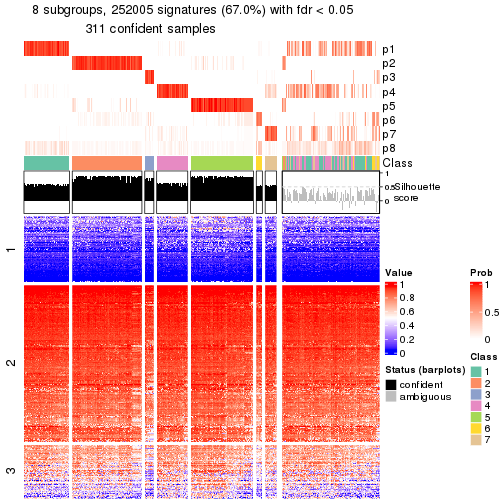 8 subgroups, 252005 signatures (67.0%) with fdr < 0.05
311 confident samples
p1
p2
p3
p4
p5
p6
p7
p8
Class
1
0.5
0
Silhouette
score
1
2
3
Value
1
0.8
0.6
0.4
0.2
0
Prob
1
0.5
0
Status (barplots)
confident
ambiguous
Class
1
2
3
4
5
6
7